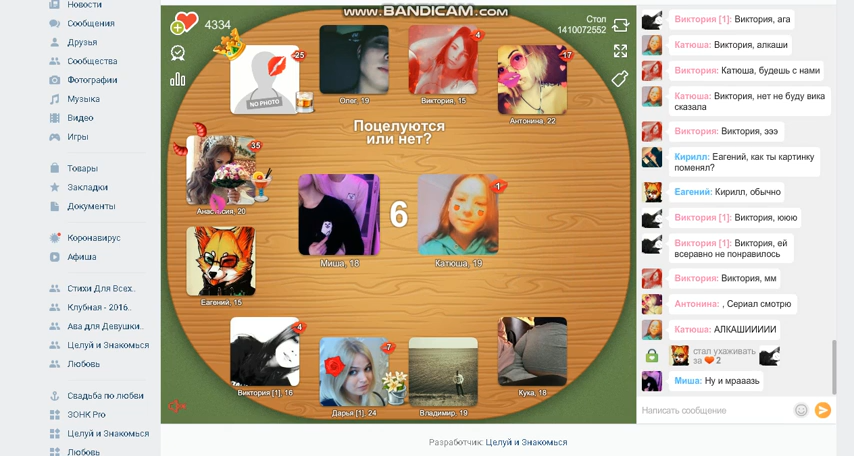 Новости
Сообщения
Друзья
Сообщества
Фотографии
Музыка
Видео
Игры
Товары
Закладки
Документы
Коронавирус
Афиша
Стихи Для Всех..
Клубная - 2016..
Ава для Девушки..
Целуй и Знакомься
Любовь
Свадьба по любви
ЗОНК Pro
Целуй и Знакомься
Любовь
www.BANDICAM.com
4334
Стол
1410072552
25
NO PHOTO
Олег, 19
4
Виктория, 15
17
Антонина, 22
Поцелуются
или нет?
35
Анастасия, 20
Миша, 18
6
1
Катюша, 19
Евгений, 15
4
Виктория [1], 16
7
Дарья [1], 24
Владимир, 19
Кука, 18
Разработчик: Целуй и Знакомься
Виктория [1]: Виктория, ага
Катюша: Виктория, алкаши
Виктория: Катюша, будешь с нами
Катюша: Виктория, нет не буду вика
сказала
Виктория: Виктория, эээ
Кирилл: Еагений, как ты картинку
поменял?
Еагений: Кирилл, обычно
Виктория [1]: Виктория, ююю
Виктория [1]: Виктория, ей
всеравно не понравилось
Виктория: Виктория, мм
Антонина: , Сериал смотрю
Катюша: АЛКАШИИИИИ
стал ухаживать
за 2
Миша: Ну и мрааазь
Написать сообщение